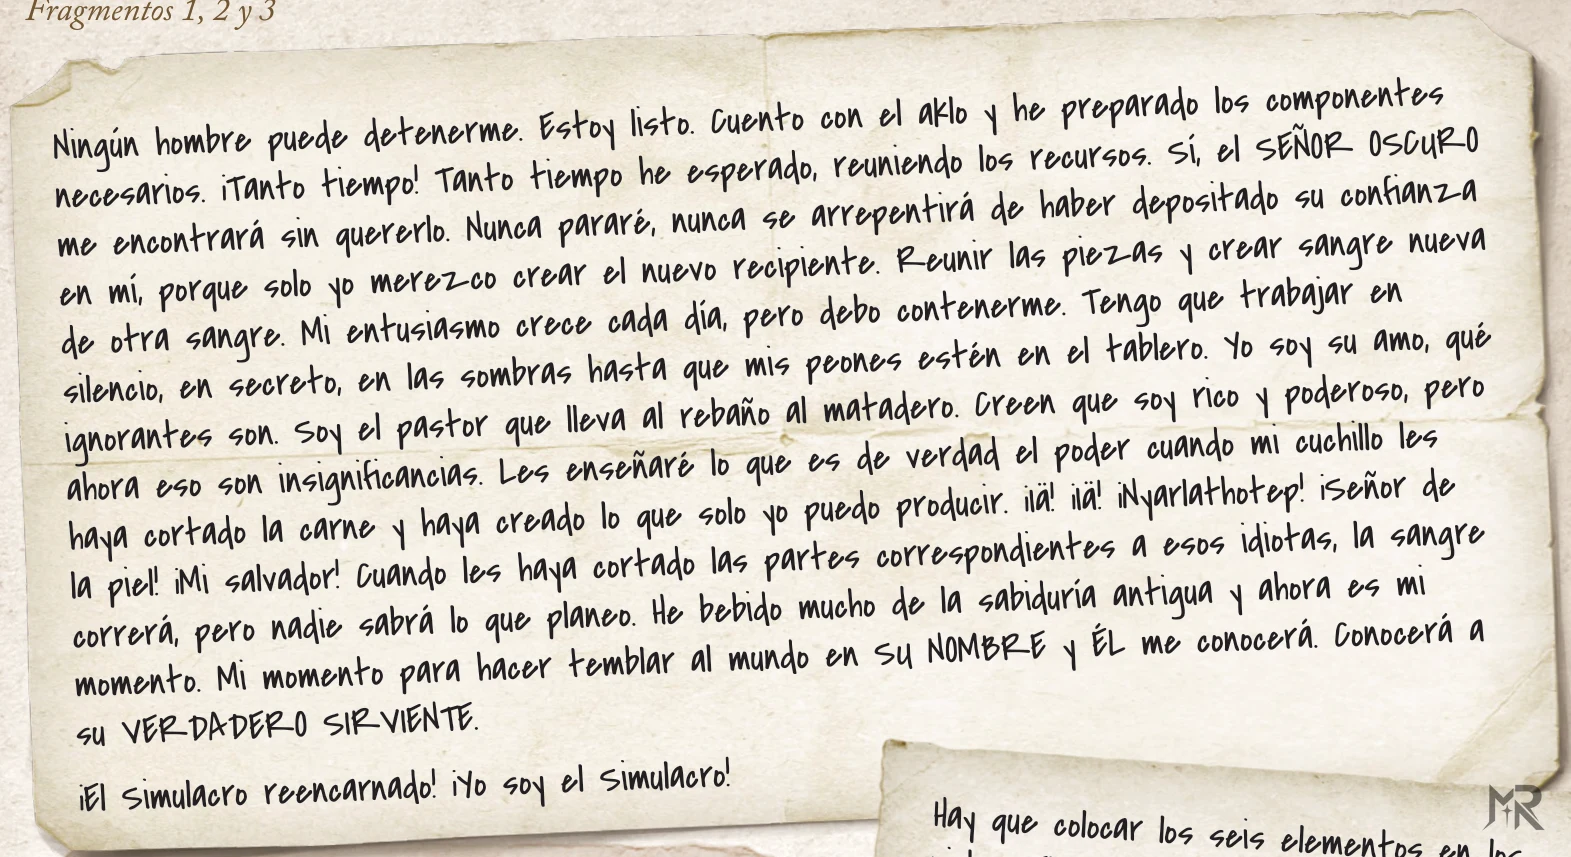 Fragmentos 1, 2 y 3
Ningún hombre puede detenerme. Estoy listo. Cuento con el aklo y he preparado los componentes
necesarios. ¡Tanto tiempo! Tanto tiempo he esperado, reuniendo los recursos. Sí, el SEÑOR OSCURO
me encontrará sin quererlo. Nunca pararé, nunca se arrepentirá de haber depositado su confianza
en mí, porque solo yo merezco crear el nuevo recipiente. Reunir las piezas y crear sangre nueva
de otra sangre. Mi entusiasmo crece cada día, pero debo contenerme. Tengo que trabajar en
silencio, en secreto, en las sombras hasta que mis peones estén en el tablero. Yo soy su amo, qué
ignorantes son. Soy el pastor que lleva al rebaño al matadero. Creen que soy rico y poderoso, pero
ahora eso son insignificancias. Les enseñaré lo que es de verdad el poder cuando mi cuchillo les
haya cortado la carne y haya creado lo que solo yo puedo producir. ¡iä! ¡iä! ¡Nyarlathotep! ¡Señor de
la piel! ¡Mi salvador! Cuando les haya cortado las partes correspondientes a esos idiotas, la sangre
correrá, pero nadie sabrá lo que planeo. He bebido mucho de la sabiduría antigua y ahora es mi
momento. Mi momento para hacer temblar al mundo en SU NOMBRE y ÉL me conocerá. Conocerá a
su VERDADERO SIRVIENTE.
¡El Simulacro reencarnado! ¡Yo soy el Simulacro!
Hay que colocar los seis elementos en los
MR